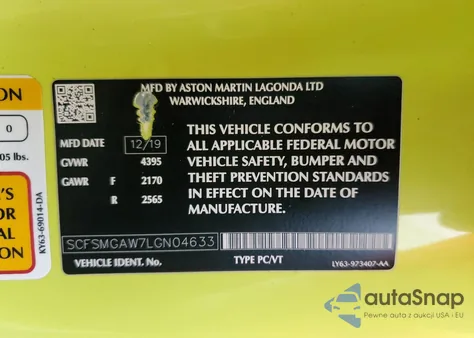 ON
0
05 lbs.
'S
OR
AL
ION
KY63-69014-DA
MFD BY ASTON MARTIN LAGONDA LTD
WARWICKSHIRE, ENGLAND
MFD DATE 12/19
GVWR 4395
GAWR F 2170
R 2565
THIS VEHICLE CONFORMS TO
ALL APPLICABLE FEDERAL MOTOR
VEHICLE SAFETY, BUMPER AND
THEFT PREVENTION STANDARDS
IN EFFECT ON THE DATE OF
MANUFACTURE.
SCFSMGAW7LGN04633
VEHICLE IDENT. No.
TYPE PC/VT
LY63-973407-AA
autoSnap
Pewne auta z aukcji USA i EU